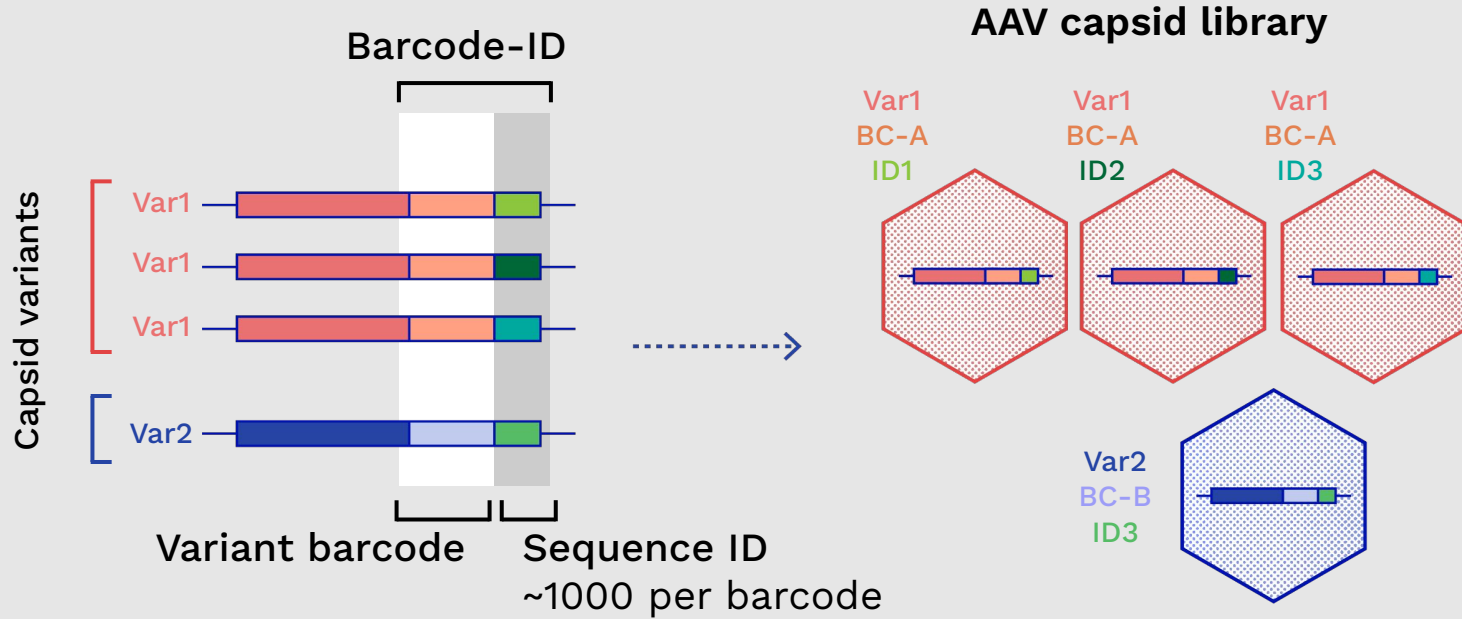 Barcode-ID
Capsid variants
Var1
Var1
Var1
Var2
Variant barcode
Sequence ID
~1000 per barcode
AAV capsid library
Var1
BC-A
ID1
Var1
BC-A
ID2
Var1
BC-A
ID3
Var2
BC-B
ID3